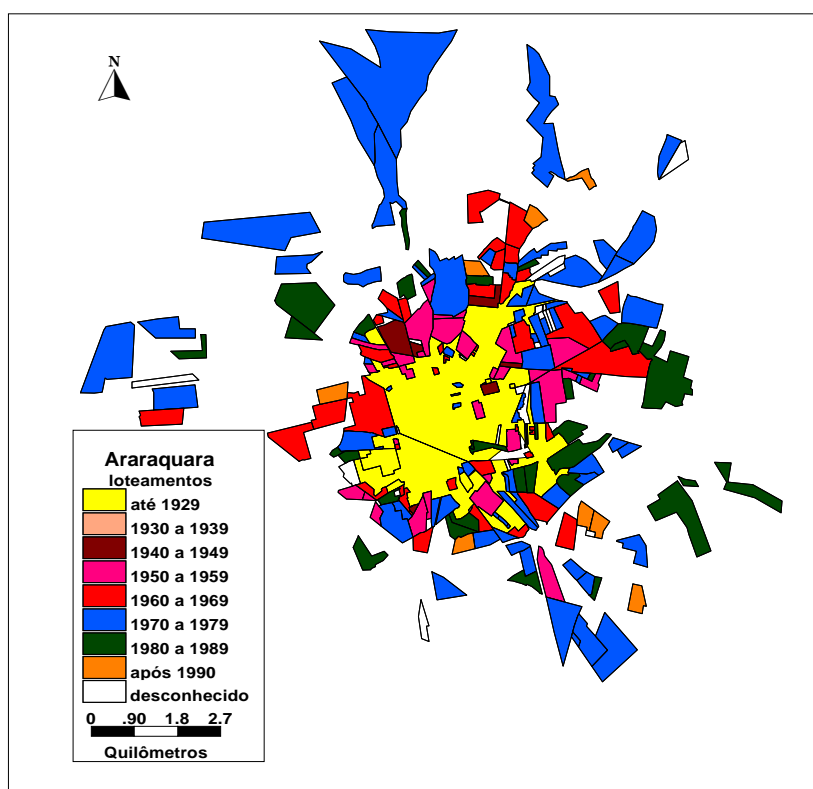 N
Araraquara
loteamentos
até 1929
1930 a 1939
1940 a 1949
1950 a 1959
1960 a 1969
1970 a 1979
1980 a 1989
após 1990
desconhecido
0 .90 1.8 2.7
Quilômetros